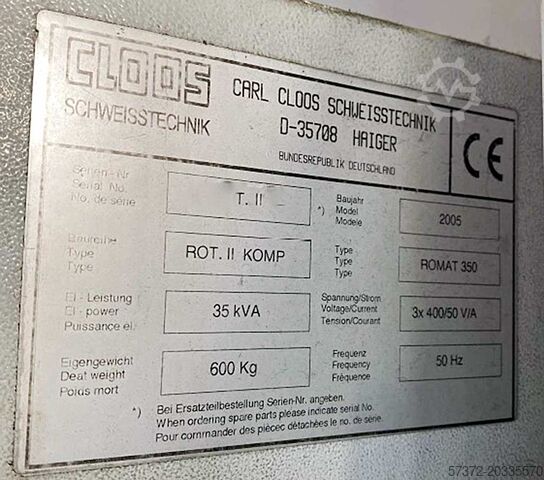 CLOOS
SCHWEISSTECHNIK
CARL CLOOS SCHWEISSTECHNIK
D-35708 HAIGER
BUNDESREPUBLIK DEUTSCHLAND
CE
Serien-Nr
Serial No.
No. de série
T. II
*)
Baujahr
Model
Modele
2005
Baureihe
Type
Type
ROT. II KOMP
Type
Type
Type
ROMAT 350
El - Leistung
El - power
Puissance el.
35 kVA
Spannung/Strom
Voltage/Current
Tension/Courant
3x 400/50 V/A
Eigengewicht
Deat weight
Poids mort
600 Kg
Frequenz
Frequency
Fréquence
50 Hz
*) Bei Ersatzteilbestellung Serien-Nr. angeben.
When ordering spare parts please indicate serial No.
Pour commander des pièces détachées le no. de serie.
57372-20335570